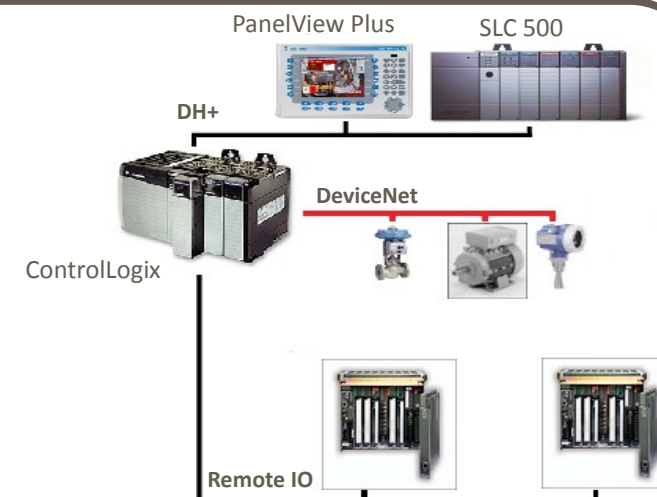 PanelView Plus
SLC 500
DH+
DeviceNet
ControlLogix
Remote IO